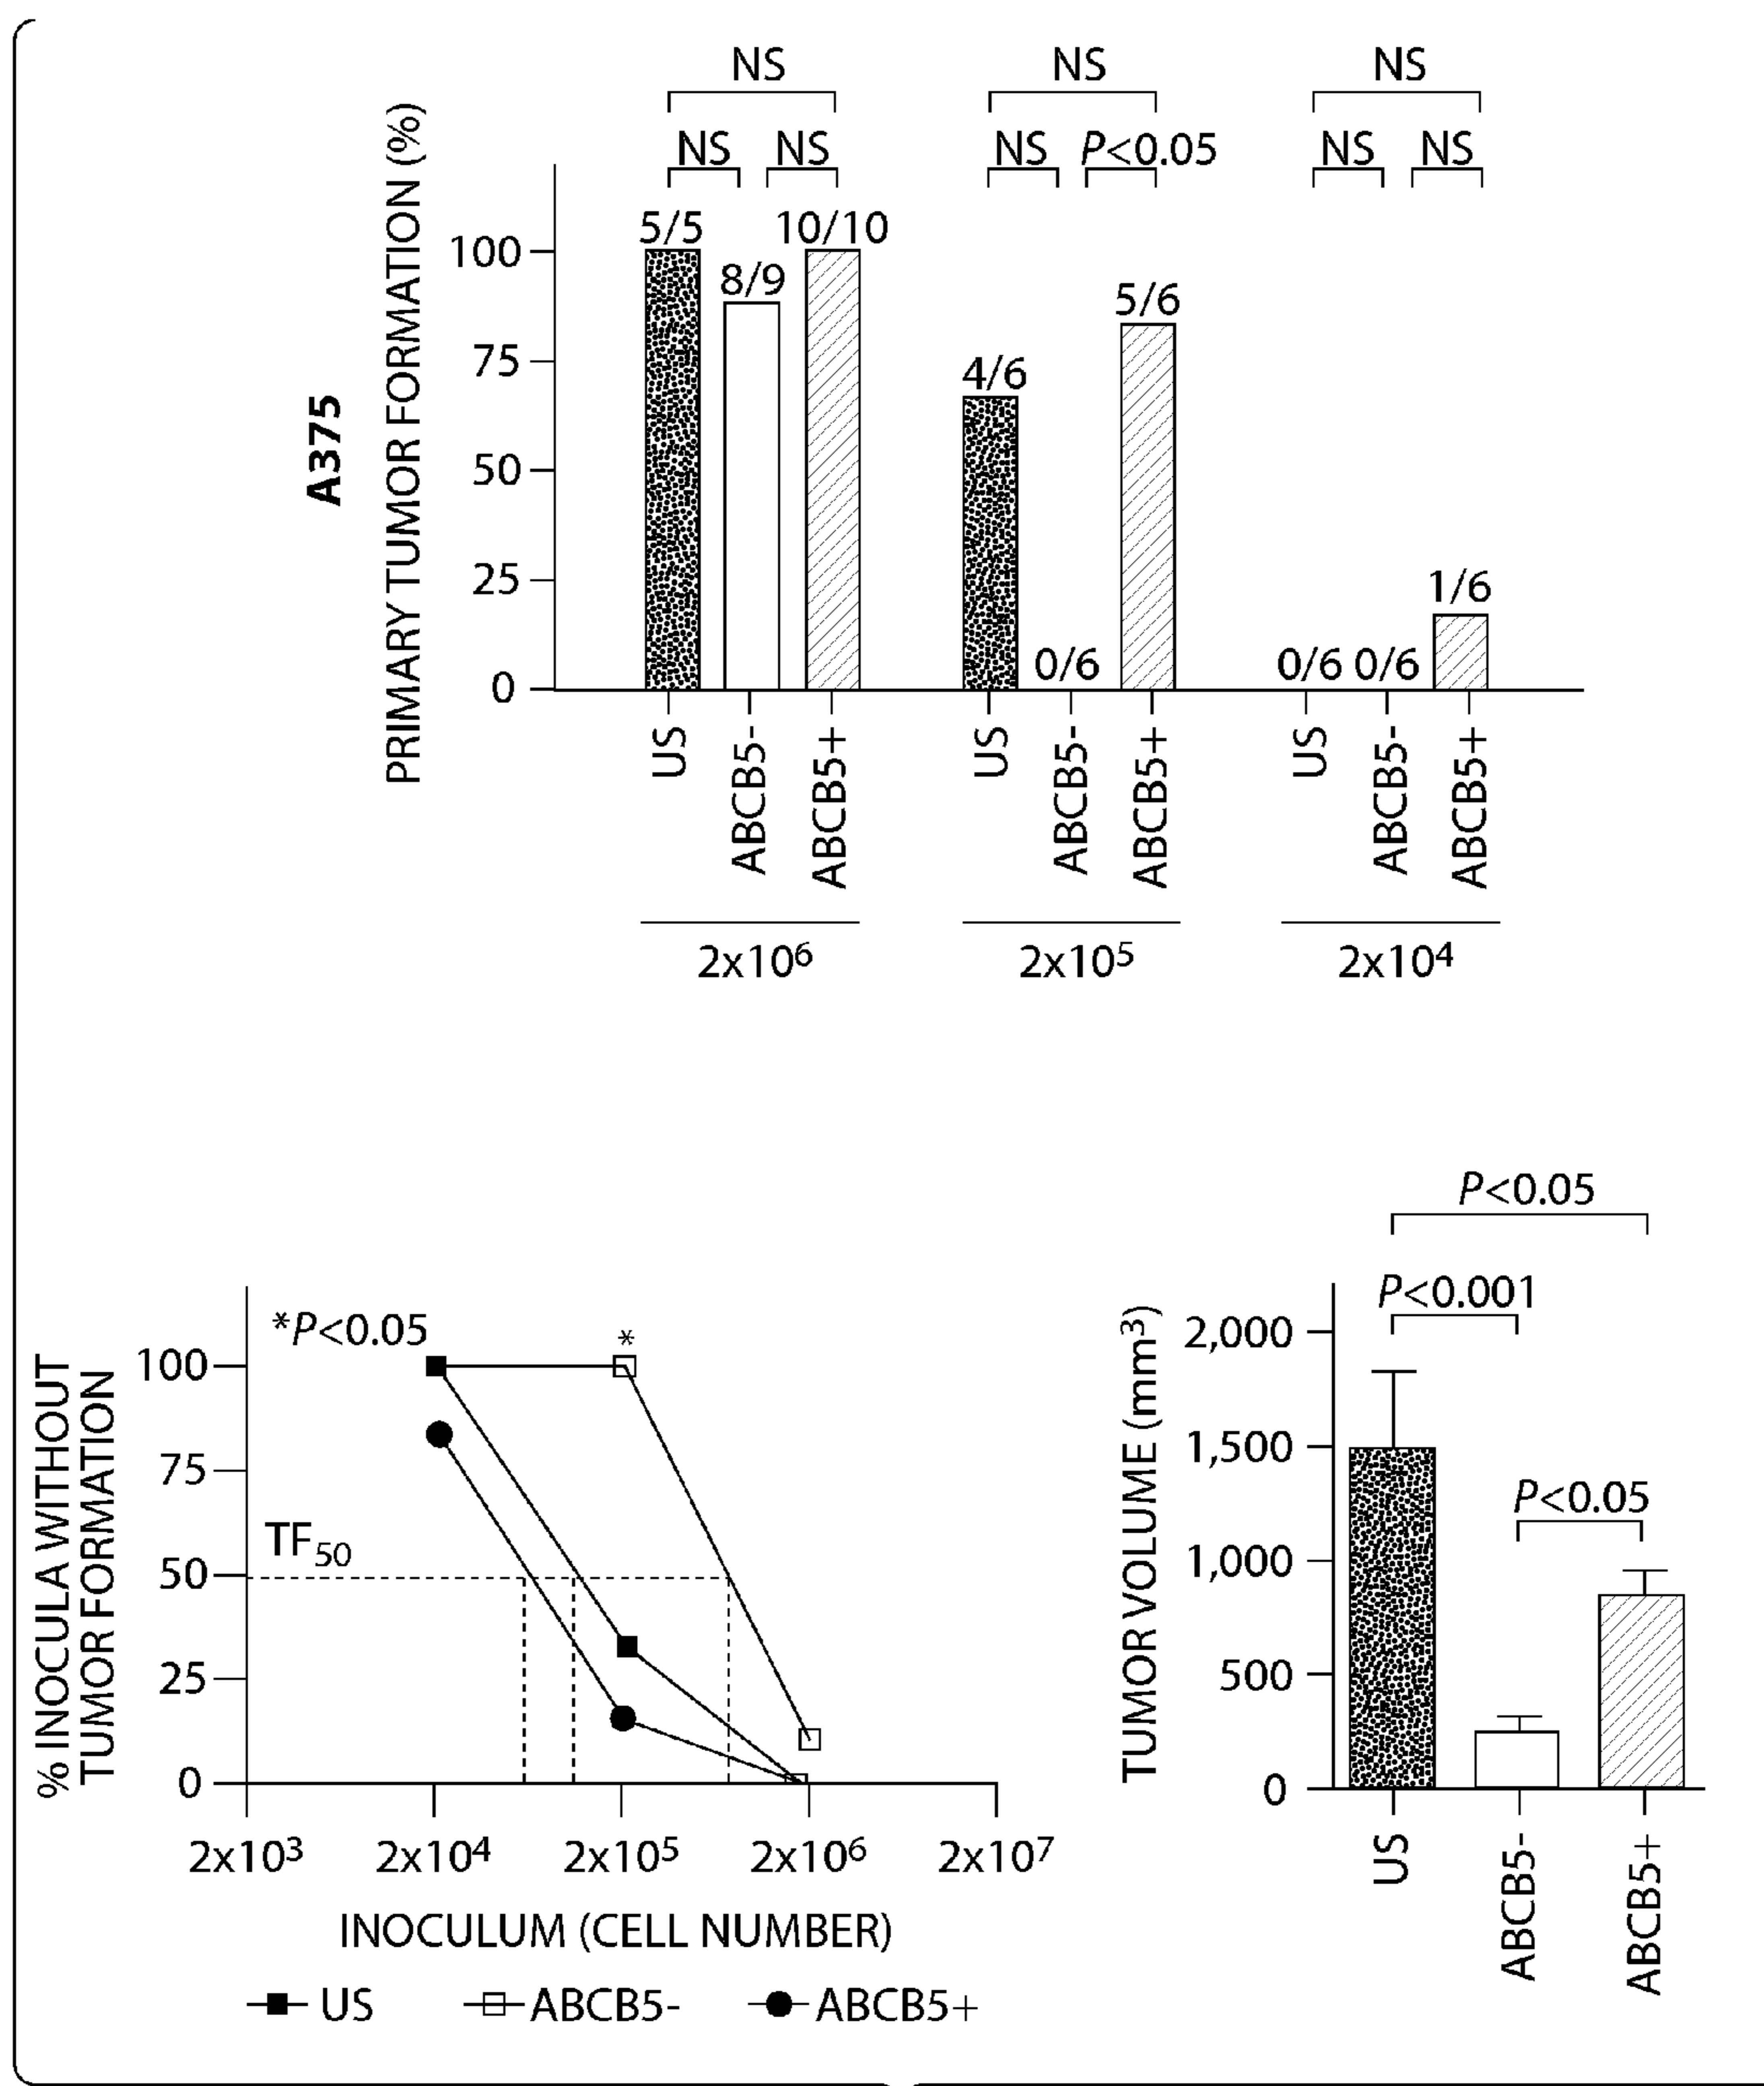 NS NS NS
NS NS NS P<0.05 NS NS
A375
PRIMARY TUMOR FORMATION (%)
100
75
50
25
0
5/5 8/9 10/10
4/6 0/6 5/6
0/6 0/6 1/6
US ABCB5- ABCB5+ US ABCB5- ABCB5+ US ABCB5- ABCB5+
2x10⁶ 2x10⁵ 2x10⁴
% INOCULA WITHOUT
TUMOR FORMATION
*P<0.05
*
100
75
TF₅₀
50
25
0
2x10³ 2x10⁴ 2x10⁵ 2x10⁶ 2x10⁷
INOCULUM (CELL NUMBER)
US ABCB5- ABCB5+
P<0.05
P<0.001
P<0.05
TUMOR VOLUME (mm³)
2,000
1,500
1,000
500
0
US ABCB5- ABCB5+